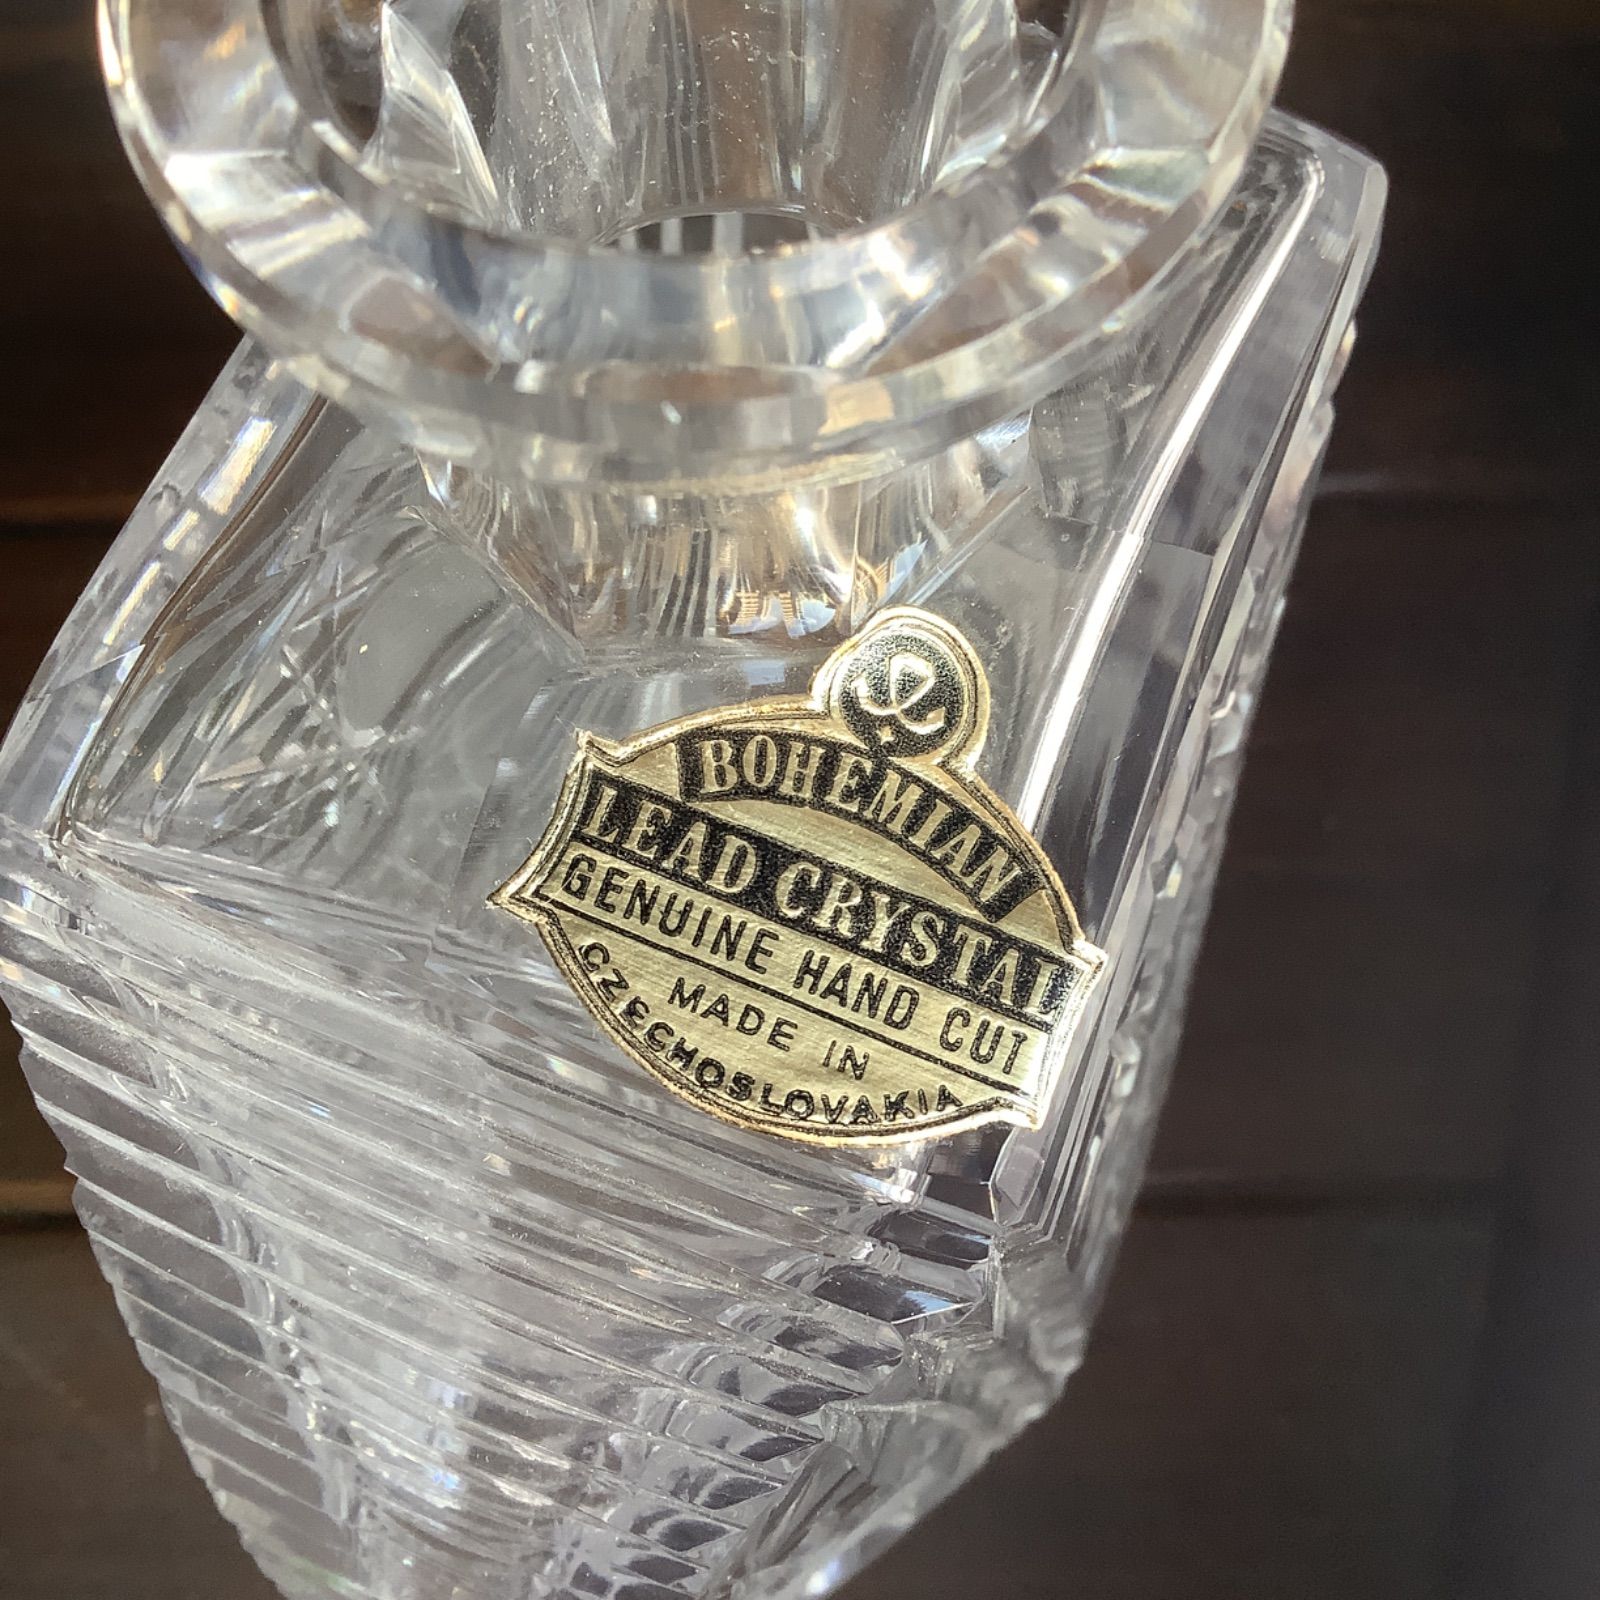 BOHEMIAN
LEAD CRYSTAL
GENUINE HAND CUT
MADE IN
CZECHOSLOVAKIA